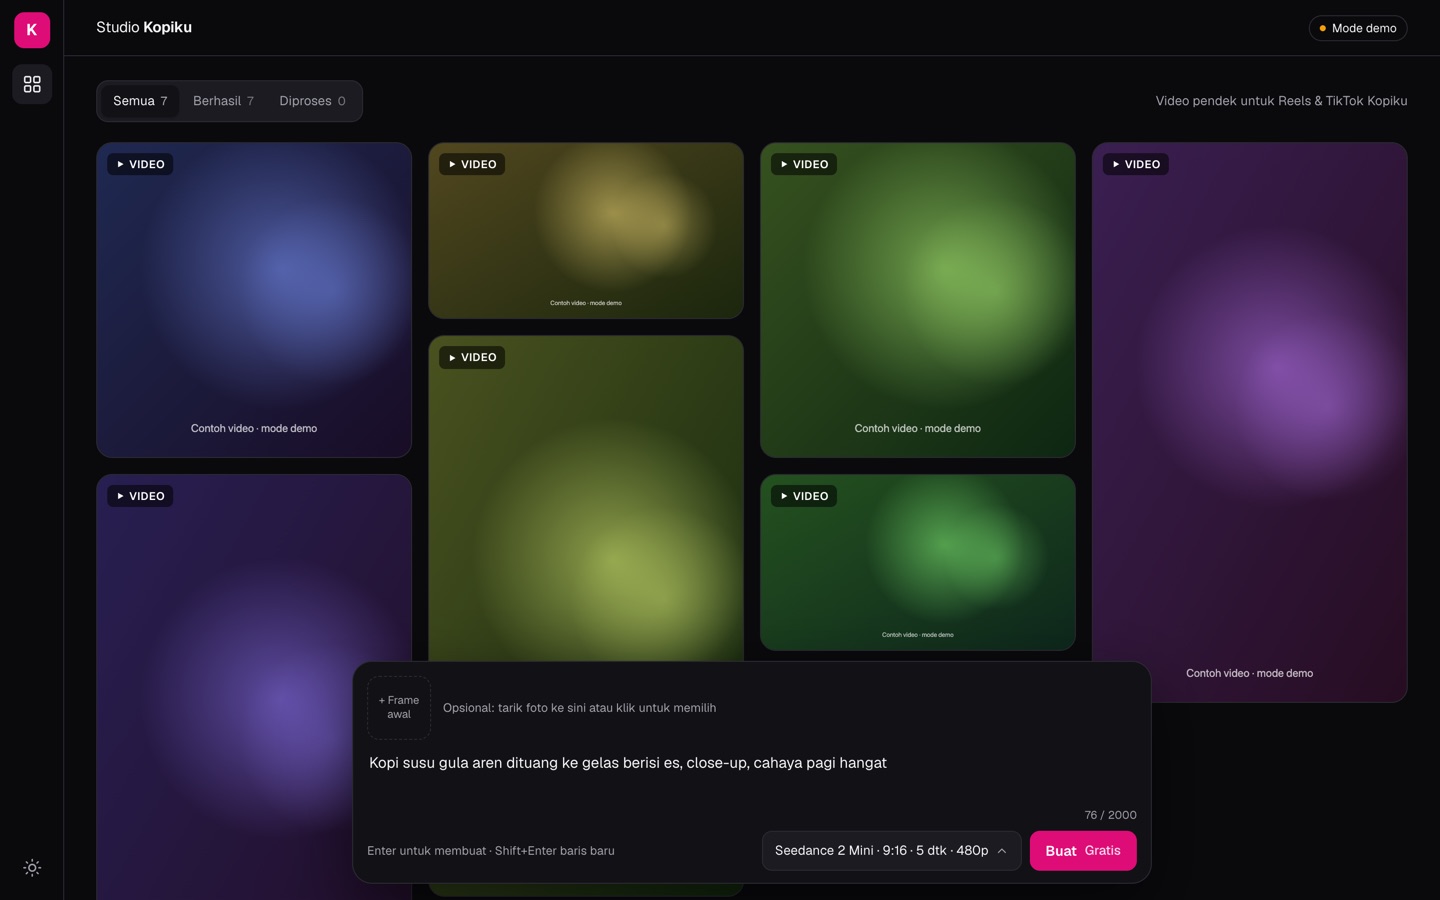 K
Studio Kopiku
Mode demo
Semua 7 Berhasil 7 Diproses 0
Video pendek untuk Reels & TikTok Kopiku
VIDEO
Contoh video · mode demo
VIDEO
Contoh video · mode demo
VIDEO
Contoh video · mode demo
VIDEO
Contoh video · mode demo
VIDEO
VIDEO
VIDEO
Contoh video · mode demo
+ Frame
awal
Opsional: tarik foto ke sini atau klik untuk memilih
Kopi susu gula aren dituang ke gelas berisi es, close-up, cahaya pagi hangat
76 / 2000
Enter untuk membuat · Shift+Enter baris baru
Seedance 2 Mini · 9:16 · 5 dtk · 480p
Buat Gratis